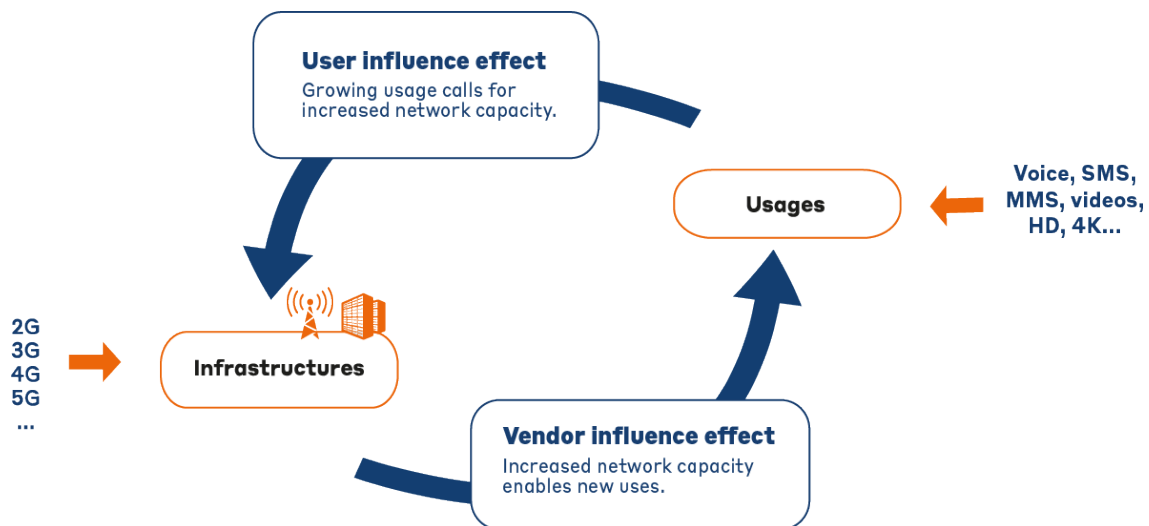 User influence effect
Growing usage calls for
increased network capacity.
Usages
Voice, SMS,
MMS, videos,
HD, 4K...
2G
3G
4G
5G
...
Infrastructures
Vendor influence effect
Increased network capacity
enables new uses.